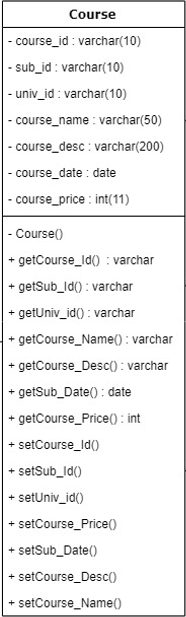 Course
- course_id : varchar(10)
- sub_id : varchar(10)
- univ_id : varchar(10)
- course_name : varchar(50)
- course_desc : varchar(200)
- course_date : date
- course_price : int(11)
- Course()
+ getCourse_Id()  : varchar
+ getSub_Id() : varchar
+ getUniv_id() : varchar
+ getCourse_Name() : varchar
+ getCourse_Desc() : varchar
+ getSub_Date() : date
+ getCourse_Price() : int
+ setCourse_Id()
+ setSub_Id()
+ setUniv_id()
+ setCourse_Price()
+ setSub_Date()
+ setCourse_Desc()
+ setCourse_Name()